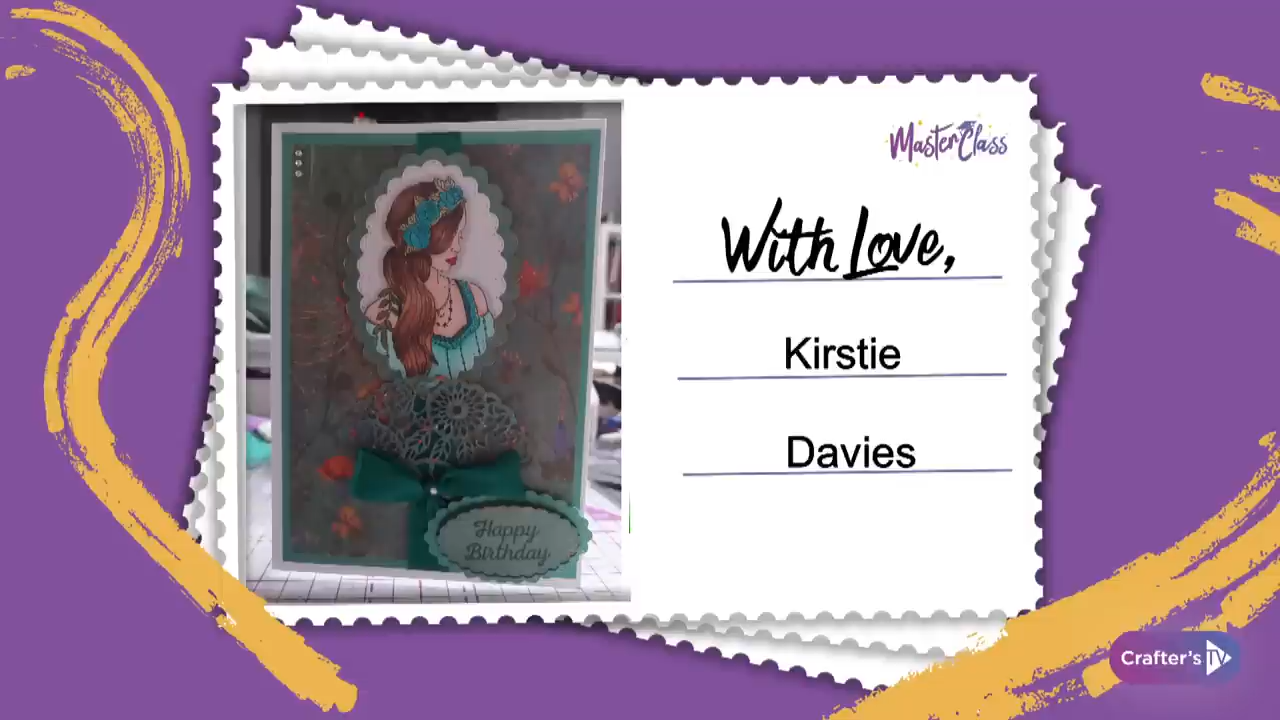 MasterClass
With Love,
Kirstie
Davies
Happy
Birthday
Crafter's TV